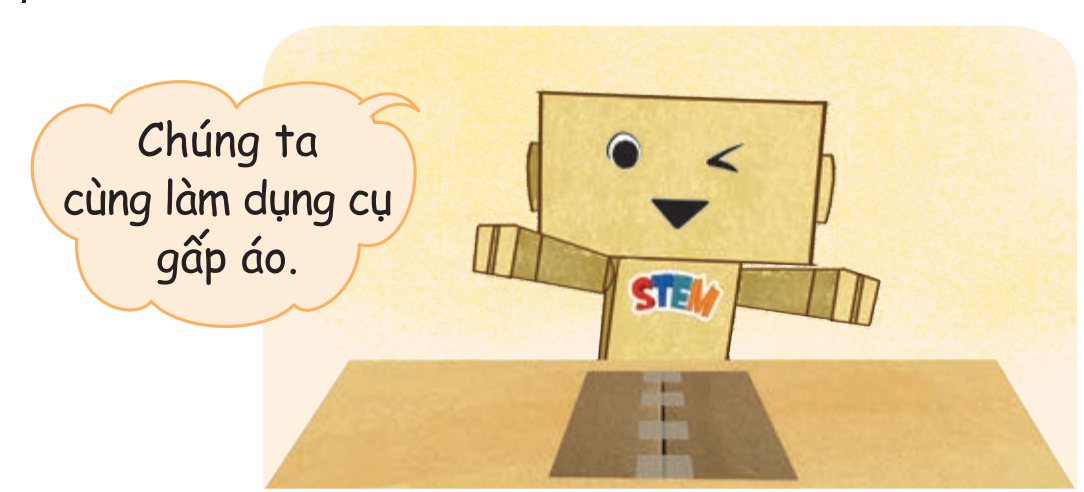 Chúng ta
cùng làm dụng cụ
gấp áo.
STEM